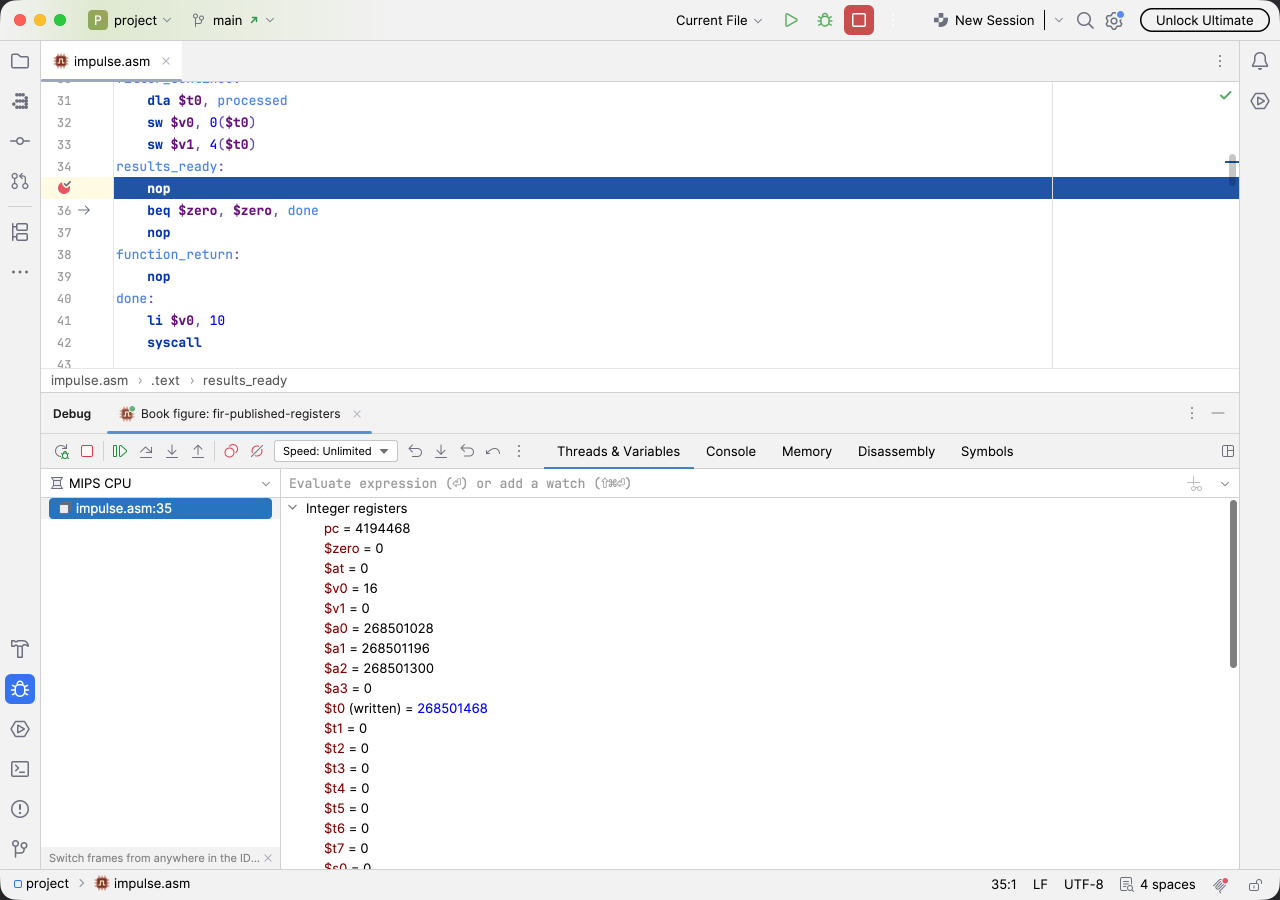 P project main Current File New Session Unlock Ultimate
impulse.asm
31 dla $t0, processed
32 sw $v0, 0($t0)
33 sw $v1, 4($t0)
34 results_ready:
nop
36 beq $zero, $zero, done
37 nop
38 function_return:
39 nop
40 done:
41 li $v0, 10
42 syscall
43
impulse.asm › .text › results_ready
Debug Book figure: fir-published-registers
Speed: Unlimited Threads & Variables Console Memory Disassembly Symbols
MIPS CPU
impulse.asm:35
Switch frames from anywhere in the ID...
Evaluate expression (⏎) or add a watch (⇧⌘⏎)
Integer registers
pc = 4194468
$zero = 0
$at = 0
$v0 = 16
$v1 = 0
$a0 = 268501028
$a1 = 268501196
$a2 = 268501300
$a3 = 0
$t0 (written) = 268501468
$t1 = 0
$t2 = 0
$t3 = 0
$t4 = 0
$t5 = 0
$t6 = 0
$t7 = 0
$s0 = 0
project › impulse.asm 35:1 LF UTF-8 4 spaces